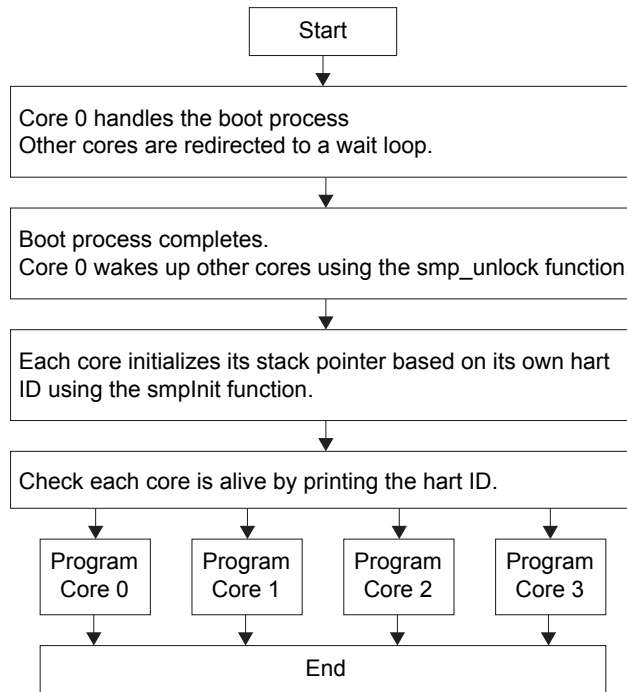 Start
Core 0 handles the boot process
Other cores are redirected to a wait loop.
Boot process completes.
Core 0 wakes up other cores using the smp_unlock function.
Each core initializes its stack pointer based on its own hart
ID using the smpInit function.
Check each core is alive by printing the hart ID.
Program
Core 0
Program
Core 1
Program
Core 2
Program
Core 3
End